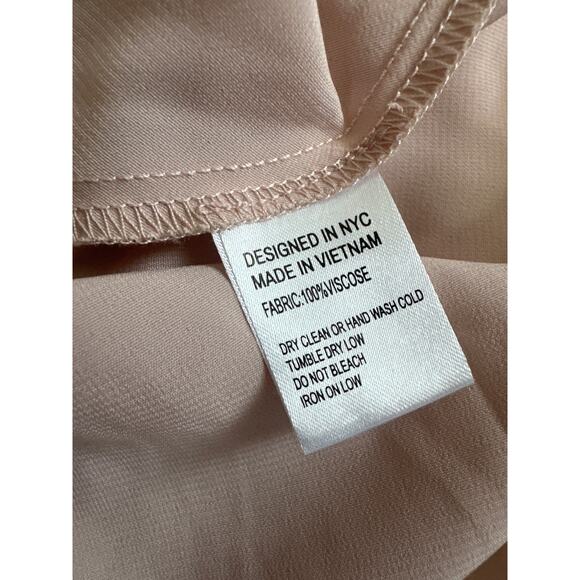 DESIGNED IN NYC
MADE IN VIETNAM
FABRIC:100%VISCOSE
DRY CLEAN OR HAND WASH COLD
TUMBLE DRY LOW
DO NOT BLEACH
IRON ON LOW